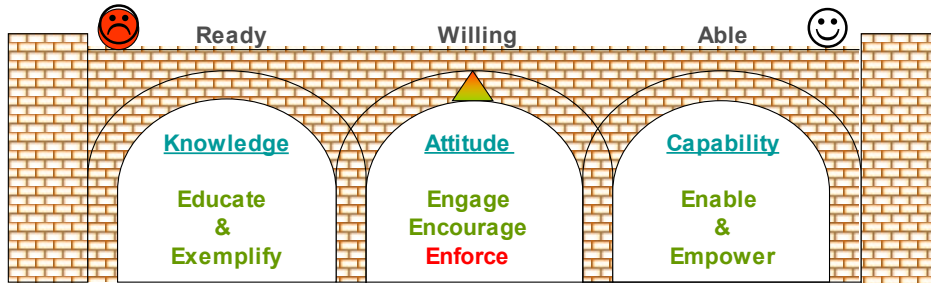 Ready
Willing
Able
Knowledge
Educate
&
Exemplify
Attitude
Engage
Encourage
Enforce
Capability
Enable
&
Empower